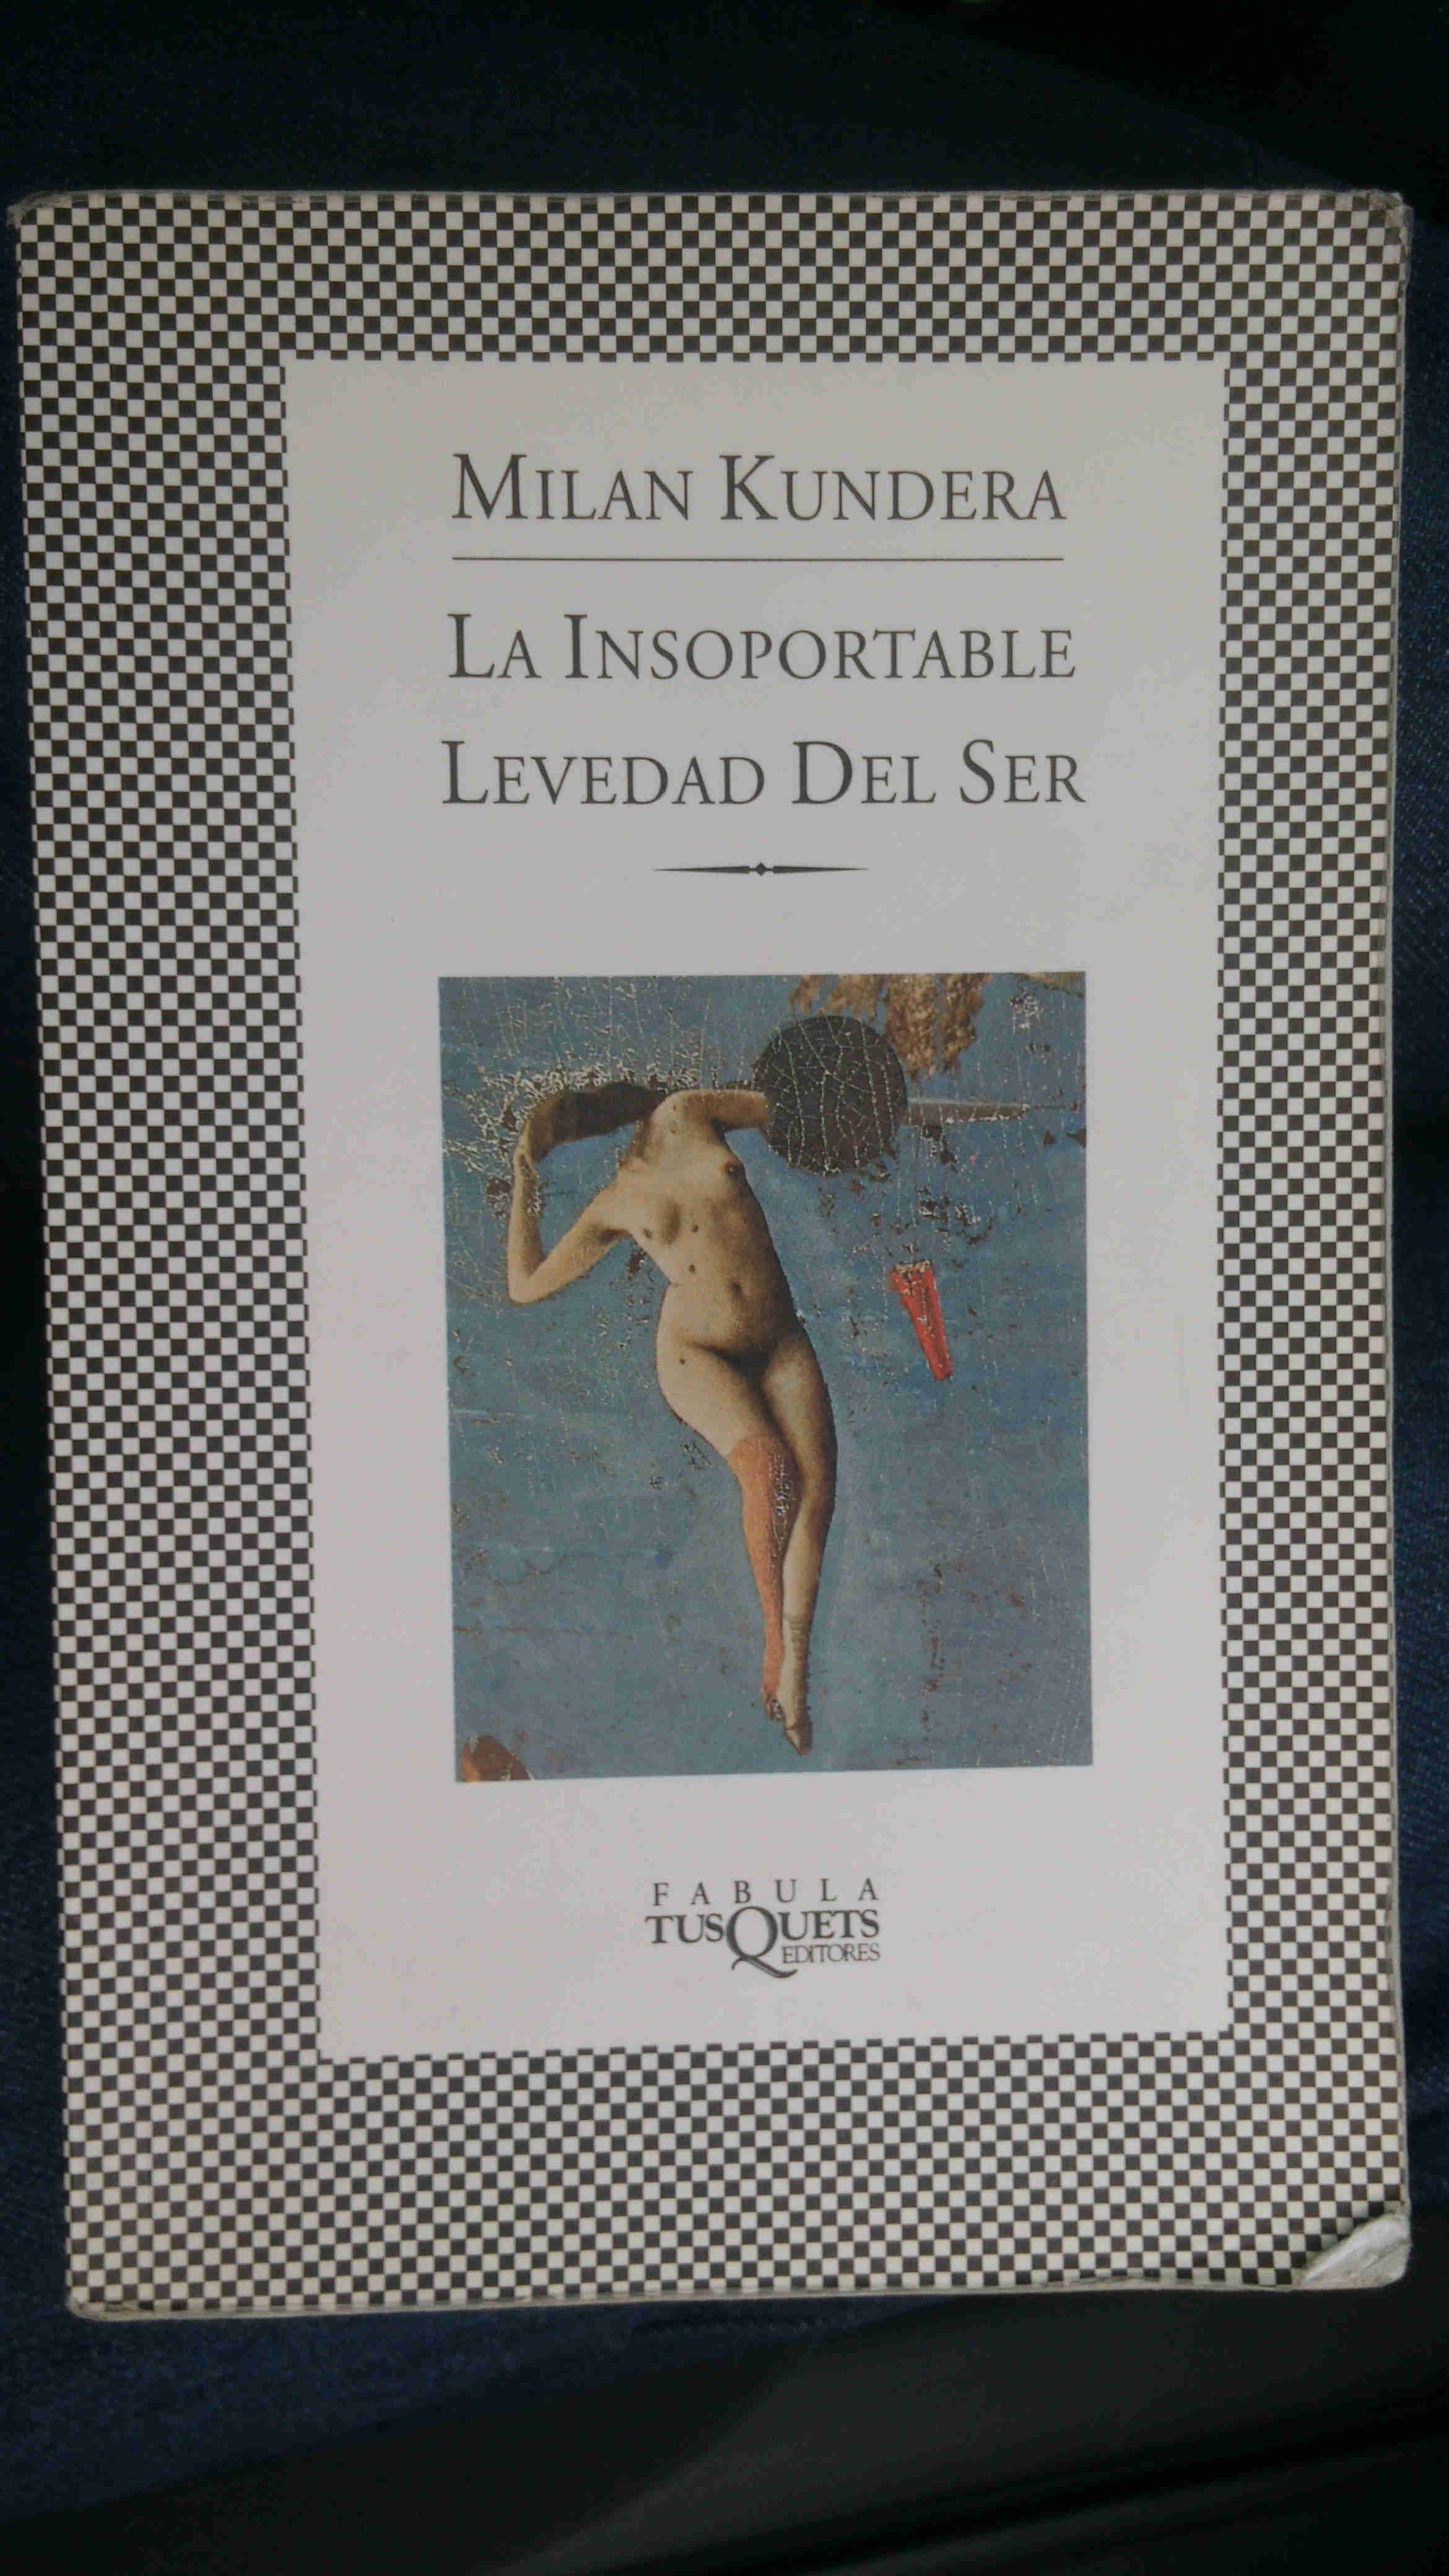 MILAN KUNDERA
LA INSOPORTABLE
LEVEDAD DEL SER
FABULA
TUSQUETS
EDITORES